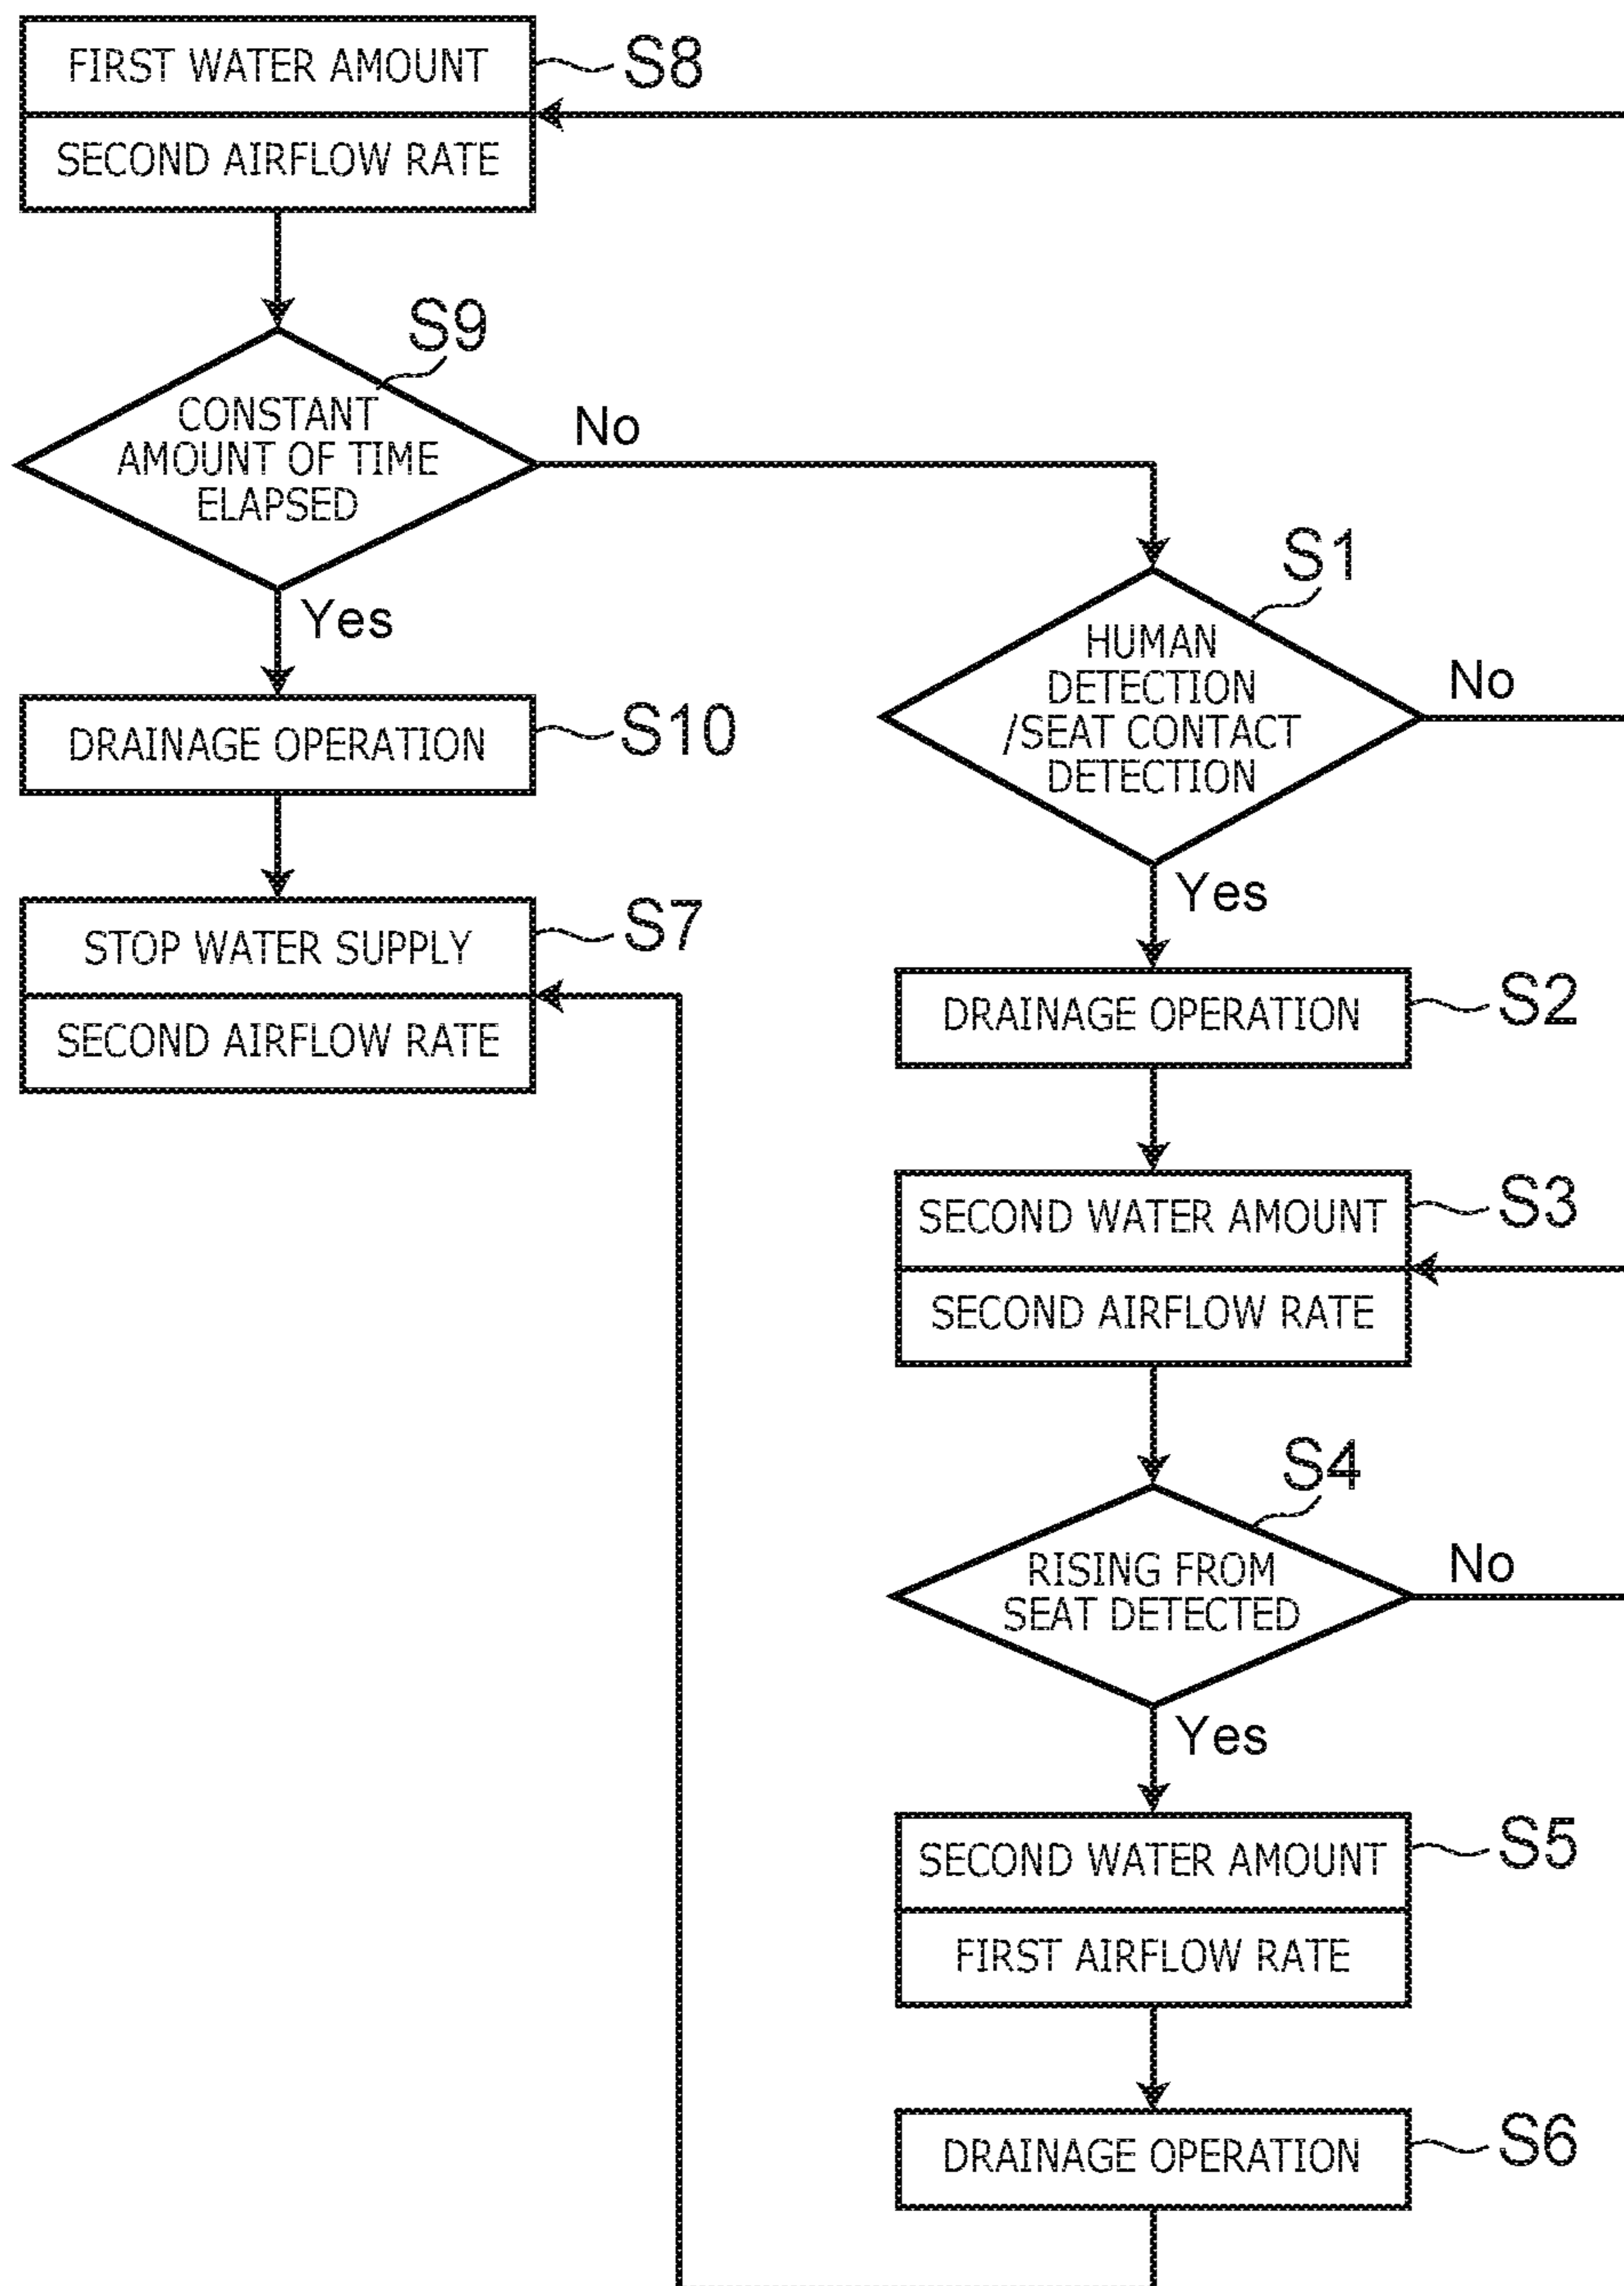 FIRST WATER AMOUNT
S8
SECOND AIRFLOW RATE
S9
CONSTANT
AMOUNT OF TIME
ELAPSED
No
Yes
DRAINAGE OPERATION
S10
STOP WATER SUPPLY
S7
SECOND AIRFLOW RATE
S1
HUMAN
DETECTION
/SEAT CONTACT
DETECTION
No
Yes
DRAINAGE OPERATION
S2
SECOND WATER AMOUNT
S3
SECOND AIRFLOW RATE
S4
RISING FROM
SEAT DETECTED
No
Yes
SECOND WATER AMOUNT
S5
FIRST AIRFLOW RATE
DRAINAGE OPERATION
S6